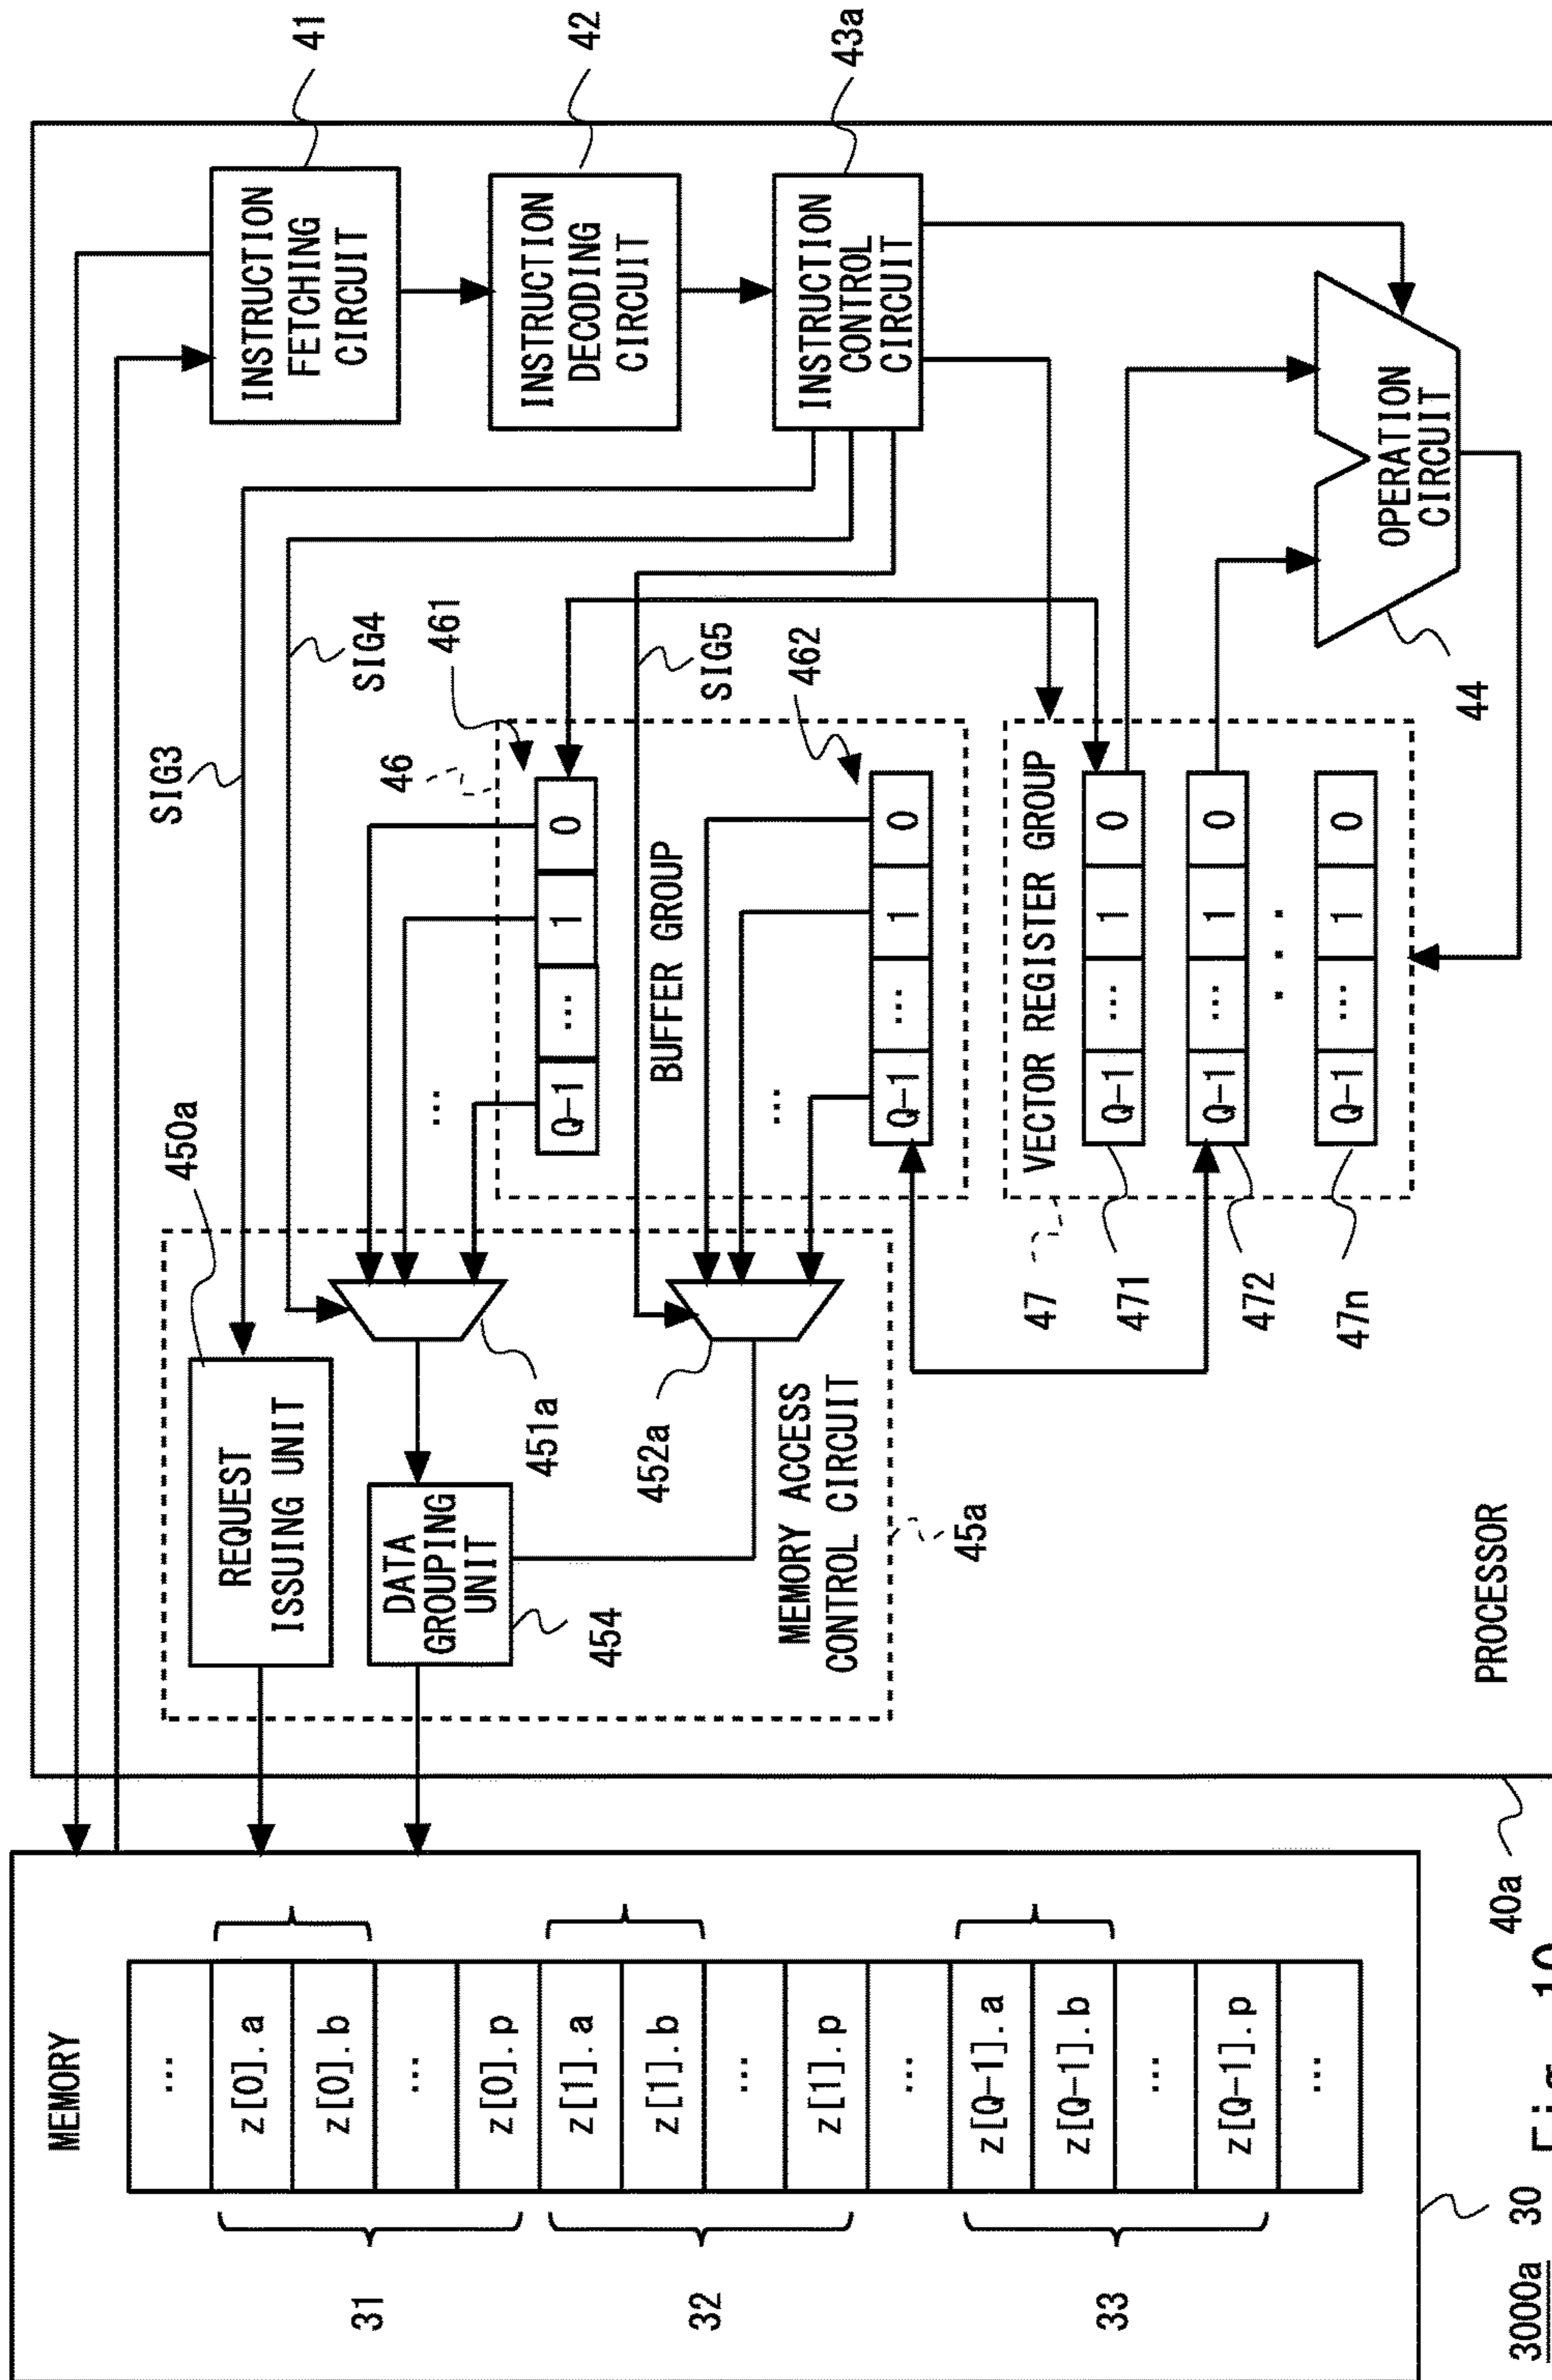 MEMORY
...
z[0].a
z[0].b
...
z[0].p
z[1].a
z[1].b
...
z[1].p
...
z[Q-1].a
z[Q-1].b
...
z[Q-1].p
...
31
32
33
3000a
30
40a
REQUEST
ISSUING UNIT
450a
DATA
GROUPING
UNIT
454
451a
452a
MEMORY ACCESS
CONTROL CIRCUIT
45a
SIG3
SIG4
SIG5
46
461
462
...
Q-1 ... 1 0
BUFFER GROUP
...
Q-1 ... 1 0
VECTOR REGISTER GROUP
Q-1 ... 1 0
Q-1 ... 1 0
...
Q-1 ... 1 0
47
471
472
47n
INSTRUCTION
FETCHING
CIRCUIT
41
INSTRUCTION
DECODING
CIRCUIT
42
INSTRUCTION
CONTROL
CIRCUIT
43a
OPERATION
CIRCUIT
44
PROCESSOR